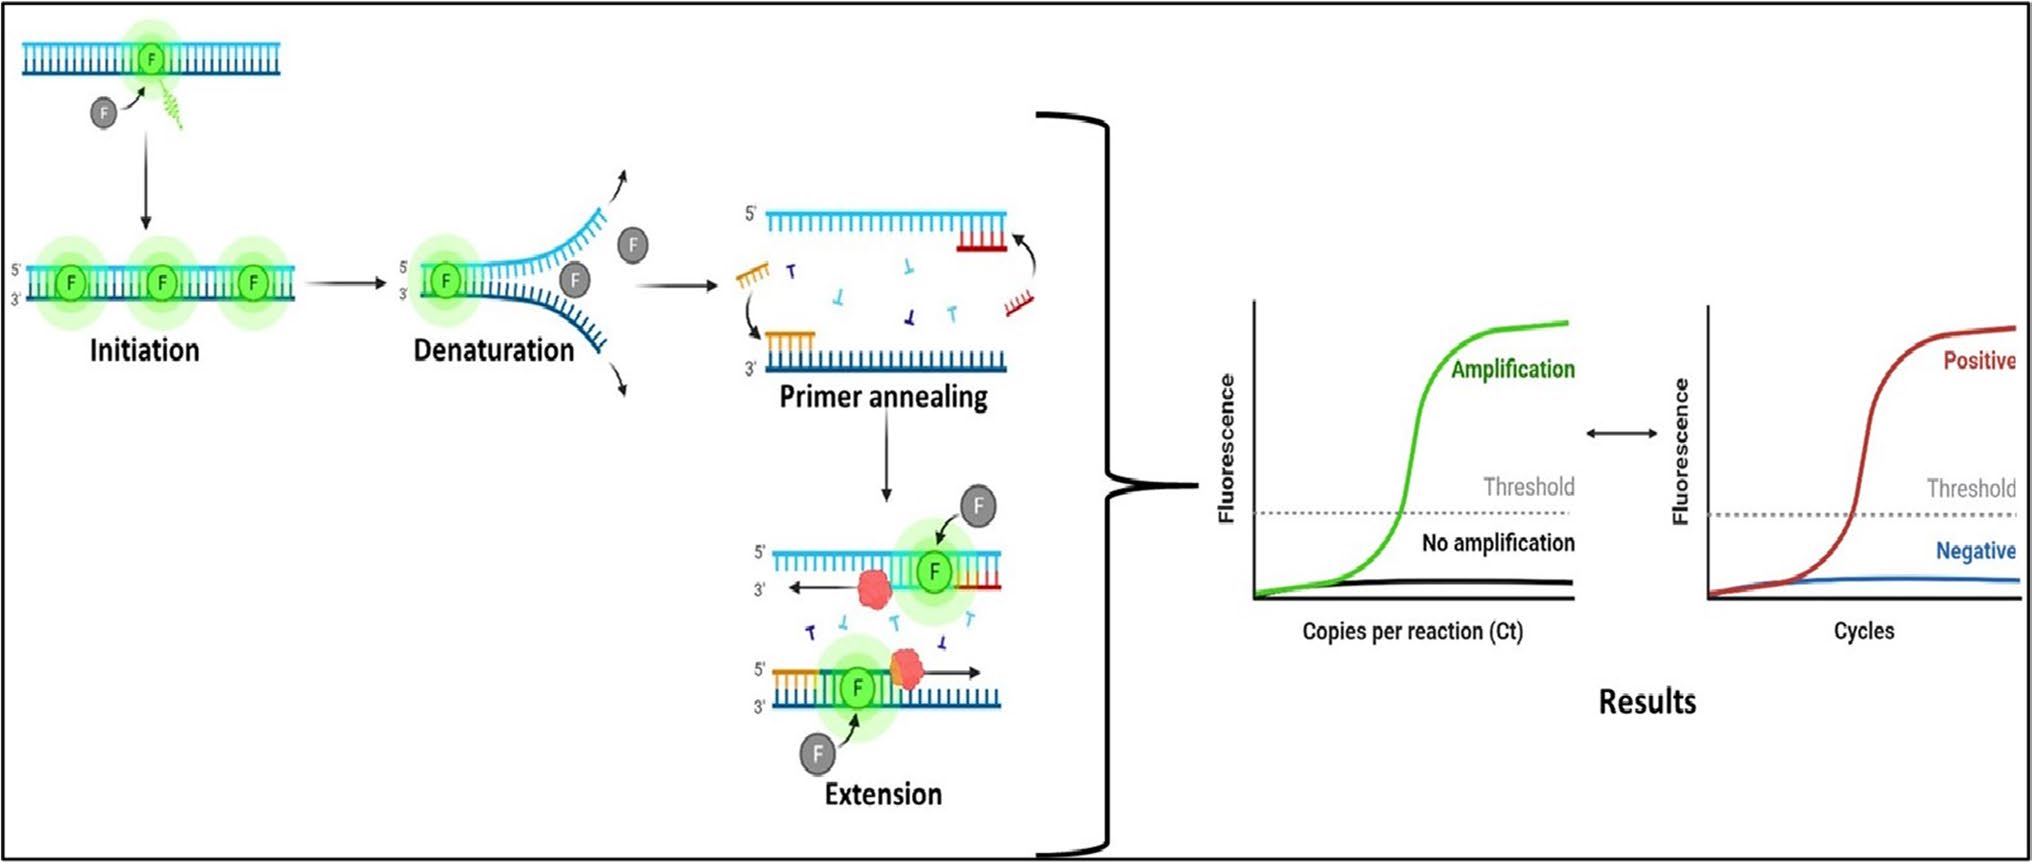 F
F
5'
3'
F
F
F
Initiation
5'
3'
F
F
F
Denaturation
5'
3'
Primer annealing
F
5'
3'
F
5'
3'
F
F
Extension
Fluorescence
Amplification
Threshold
No amplification
Copies per reaction (Ct)
Fluorescence
Positive
Threshold
Negative
Cycles
Results